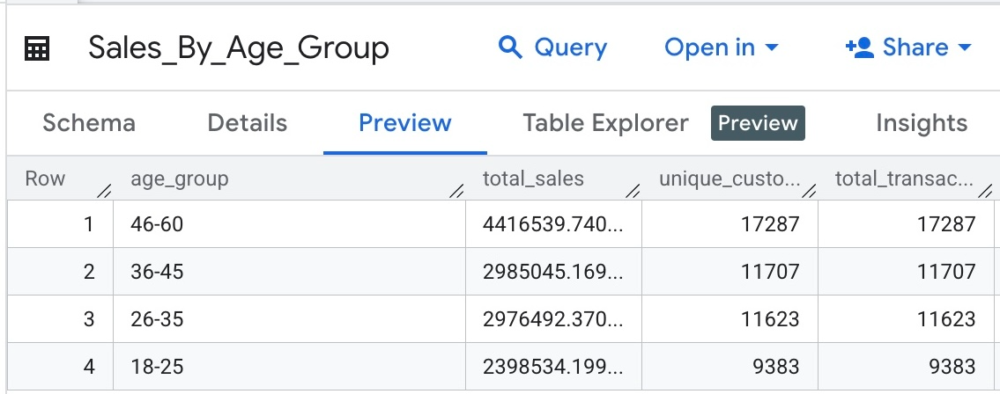 Sales_By_Age_Group Query Open in Share
Schema Details Preview Table Explorer Preview Insights
Row age_group total_sales unique_custo... total_transac...
1 46-60 4416539.740... 17287 17287
2 36-45 2985045.169... 11707 11707
3 26-35 2976492.370... 11623 11623
4 18-25 2398534.199... 9383 9383